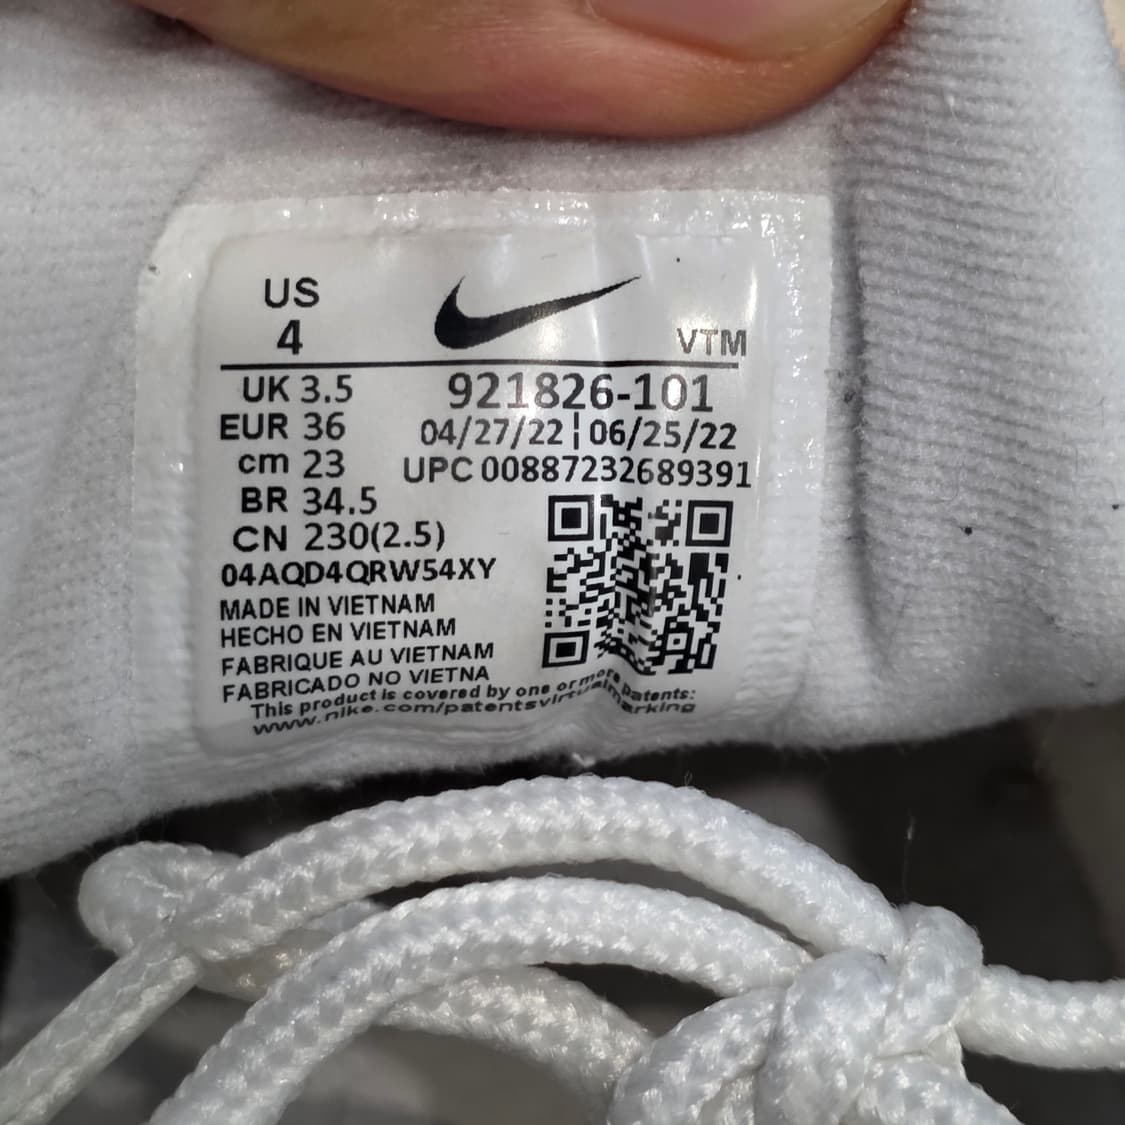 US
4
VTM
UK 3.5
EUR 36
cm 23
BR 34.5
CN 230(2.5)
921826-101
04/27/22 ¦ 06/25/22
UPC 00887232689391
04AQD4QRW54XY
MADE IN VIETNAM
HECHO EN VIETNAM
FABRIQUE AU VIETNAM
FABRICADO NO VIETNA
This product is covered by one or more patents:
www.nike.com/patentsvirtualmarking